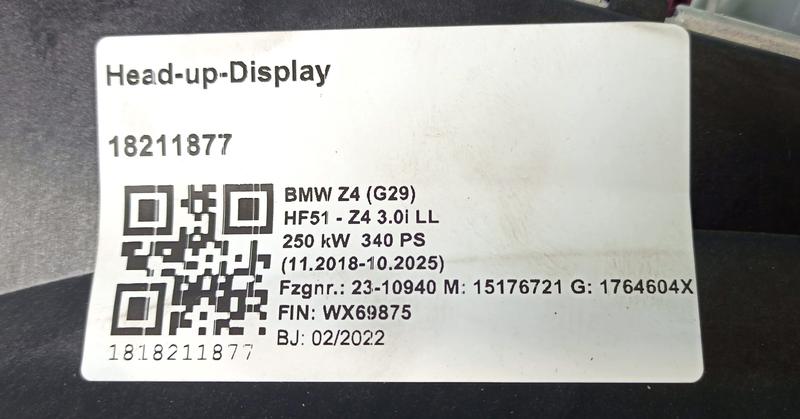 Head-up-Display
18211877
BMW Z4 (G29)
HF51 - Z4 3.0i LL
250 kW 340 PS
(11.2018-10.2025)
Fzgnr.: 23-10940 M: 15176721 G: 1764604X
FIN: WX69875
BJ: 02/2022
1818211877